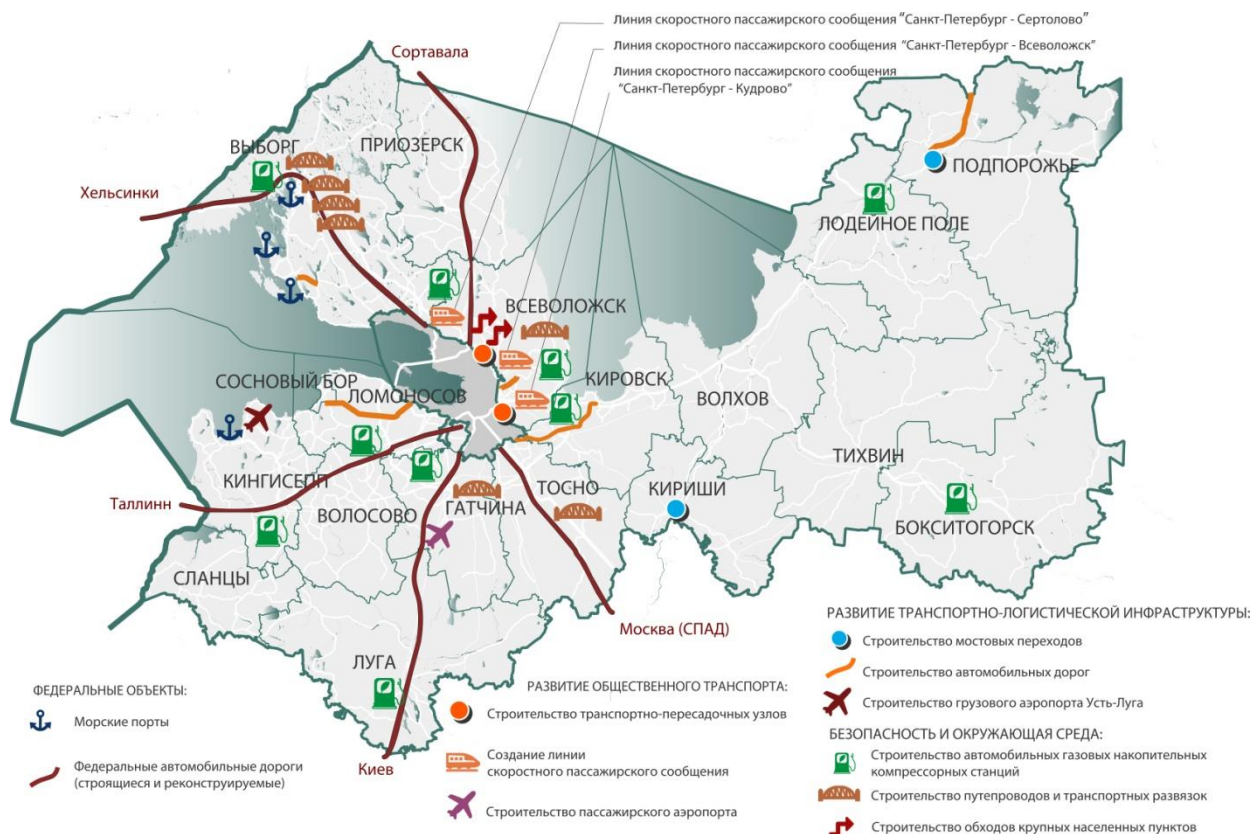 Линия скоростного пассажирского сообщения "Санкт-Петербург - Сертолово"
Линия скоростного пассажирского сообщения "Санкт-Петербург - Всеволожск"
Линия скоростного пассажирского сообщения
"Санкт-Петербург - Кудрово"
Сортавала
ВЫБОРГ
ПРИОЗЕРСК
ПОДПОРОЖЬЕ
Хельсинки
ЛОДЕЙНОЕ ПОЛЕ
ВСЕВОЛОЖСК
СОСНОВЫЙ БОР
ЛОМОНОСОВ
КИРОВСК
ВОЛХОВ
ТИХВИН
КИНГИСЕПП
Таллинн
ВОЛОСОВО
ГАТЧИНА
ТОСНО
КИРИШИ
БОКСИТОГОРСК
СЛАНЦЫ
Москва (СПАД)
ЛУГА
Киев
ФЕДЕРАЛЬНЫЕ ОБЪЕКТЫ:
Морские порты
Федеральные автомобильные дороги
(строящиеся и реконструируемые)
РАЗВИТИЕ ОБЩЕСТВЕННОГО ТРАНСПОРТА:
Строительство транспортно-пересадочных узлов
Создание линии
скоростного пассажирского сообщения
Строительство пассажирского аэропорта
РАЗВИТИЕ ТРАНСПОРТНО-ЛОГИСТИЧЕСКОЙ ИНФРАСТРУКТУРЫ:
Строительство мостовых переходов
Строительство автомобильных дорог
Строительство грузового аэропорта Усть-Луга
БЕЗОПАСНОСТЬ И ОКРУЖАЮЩАЯ СРЕДА:
Строительство автомобильных газовых накопительных
компрессорных станций
Строительство путепроводов и транспортных развязок
Строительство обходов крупных населенных пунктов